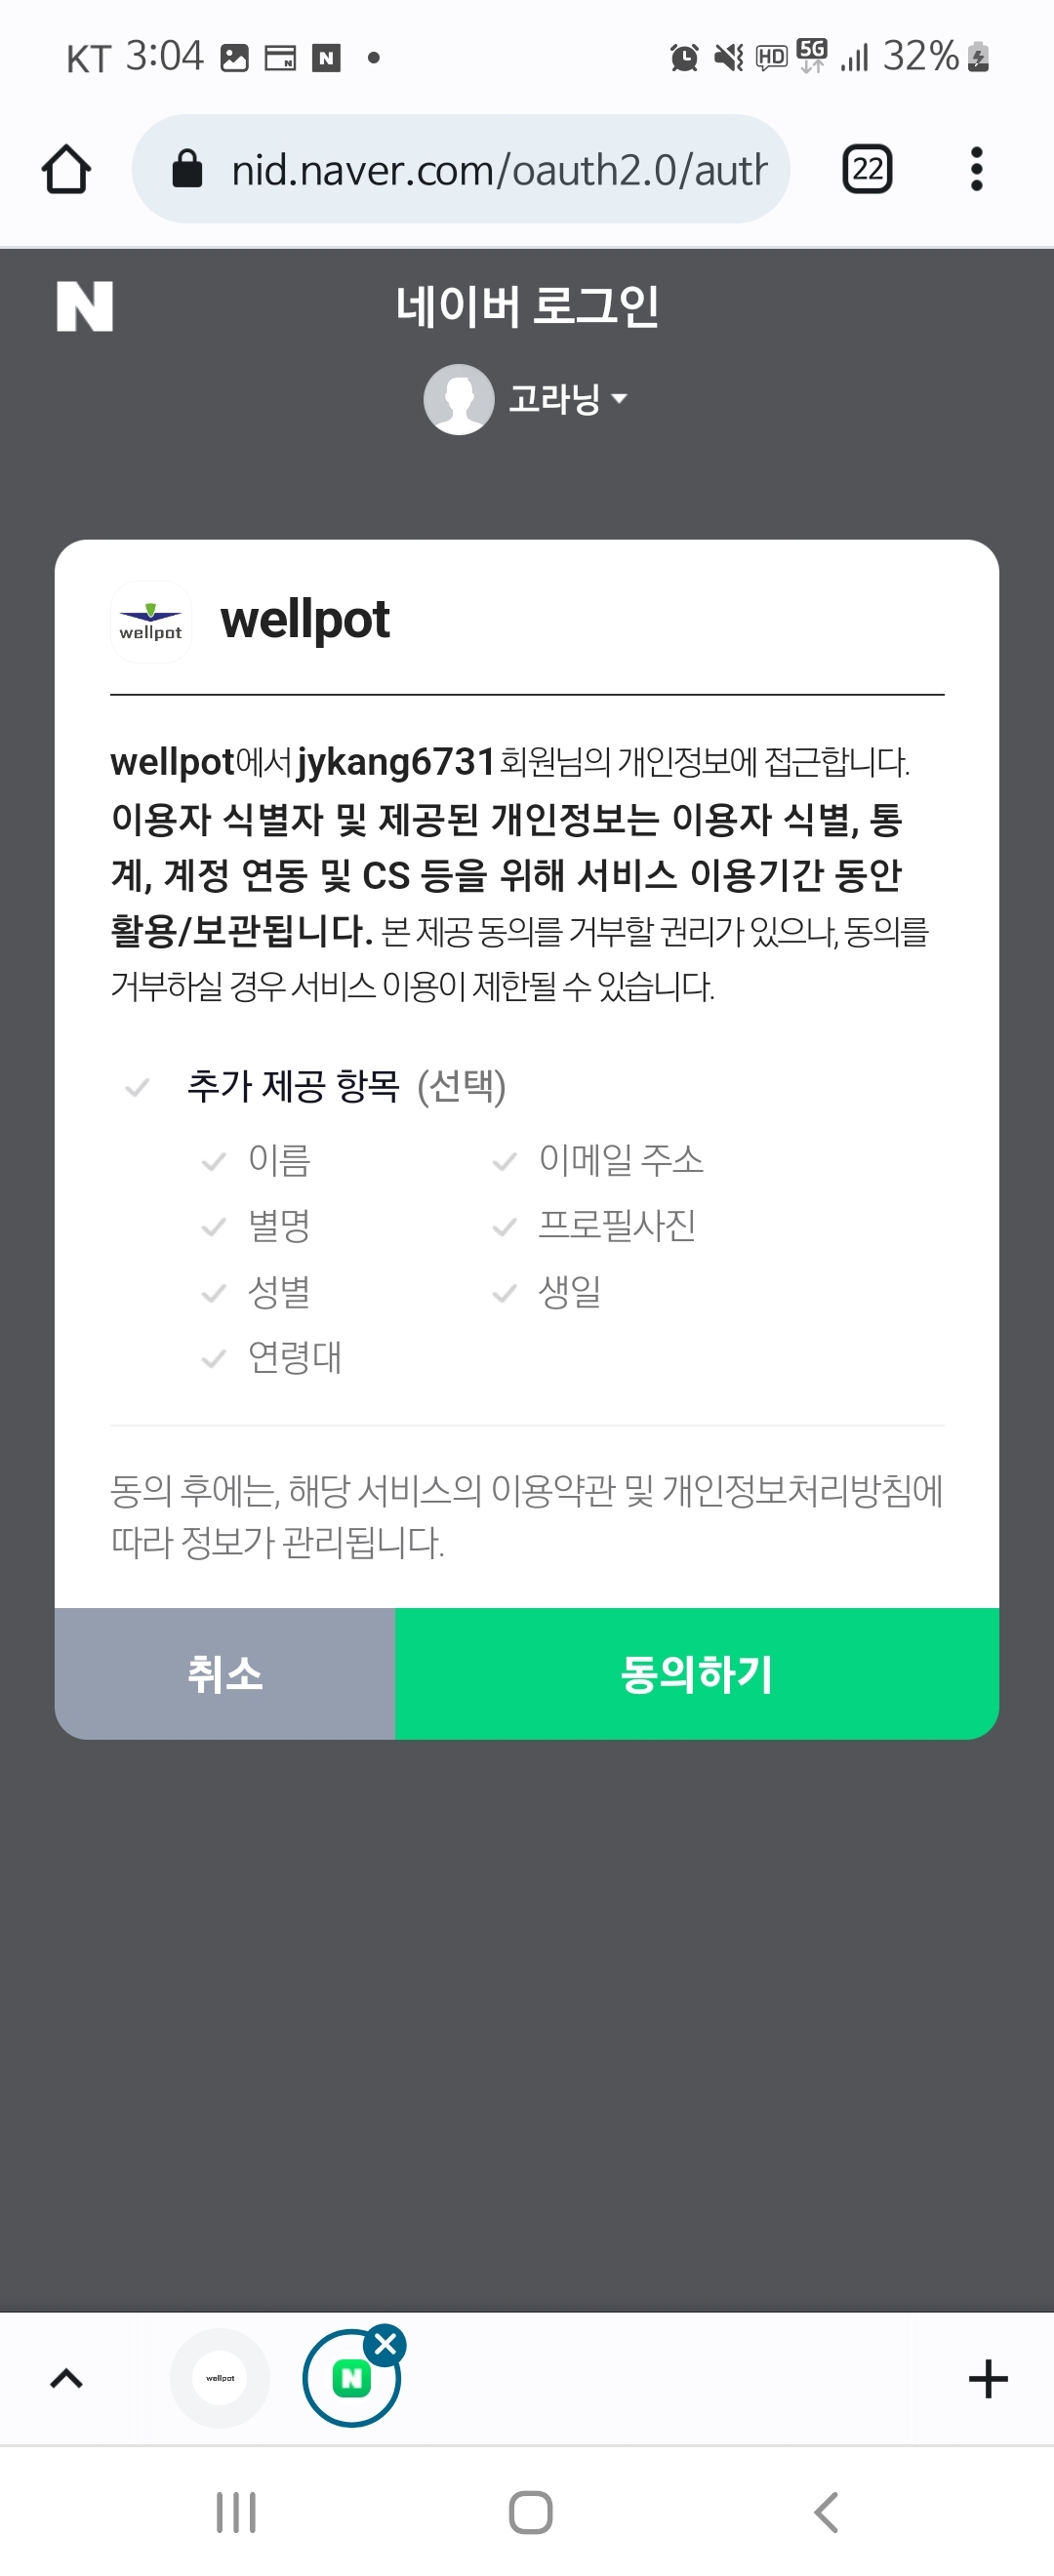 KT 3:04 N N HD 5G 32%
nid.naver.com/oauth2.0/auth 22
N 네이버 로그인
고라닝
wellpot wellpot
wellpot에서 jykang6731 회원님의 개인정보에 접근합니다.
이용자 식별자 및 제공된 개인정보는 이용자 식별, 통
계, 계정 연동 및 CS 등을 위해 서비스 이용기간 동안
활용/보관됩니다. 본 제공 동의를 거부할 권리가 있으나, 동의를
거부하실 경우 서비스 이용이 제한될 수 있습니다.
추가 제공 항목 (선택)
이름 이메일 주소
별명 프로필사진
성별 생일
연령대
동의 후에는, 해당 서비스의 이용약관 및 개인정보처리방침에
따라 정보가 관리됩니다.
취소 동의하기
wellpot N